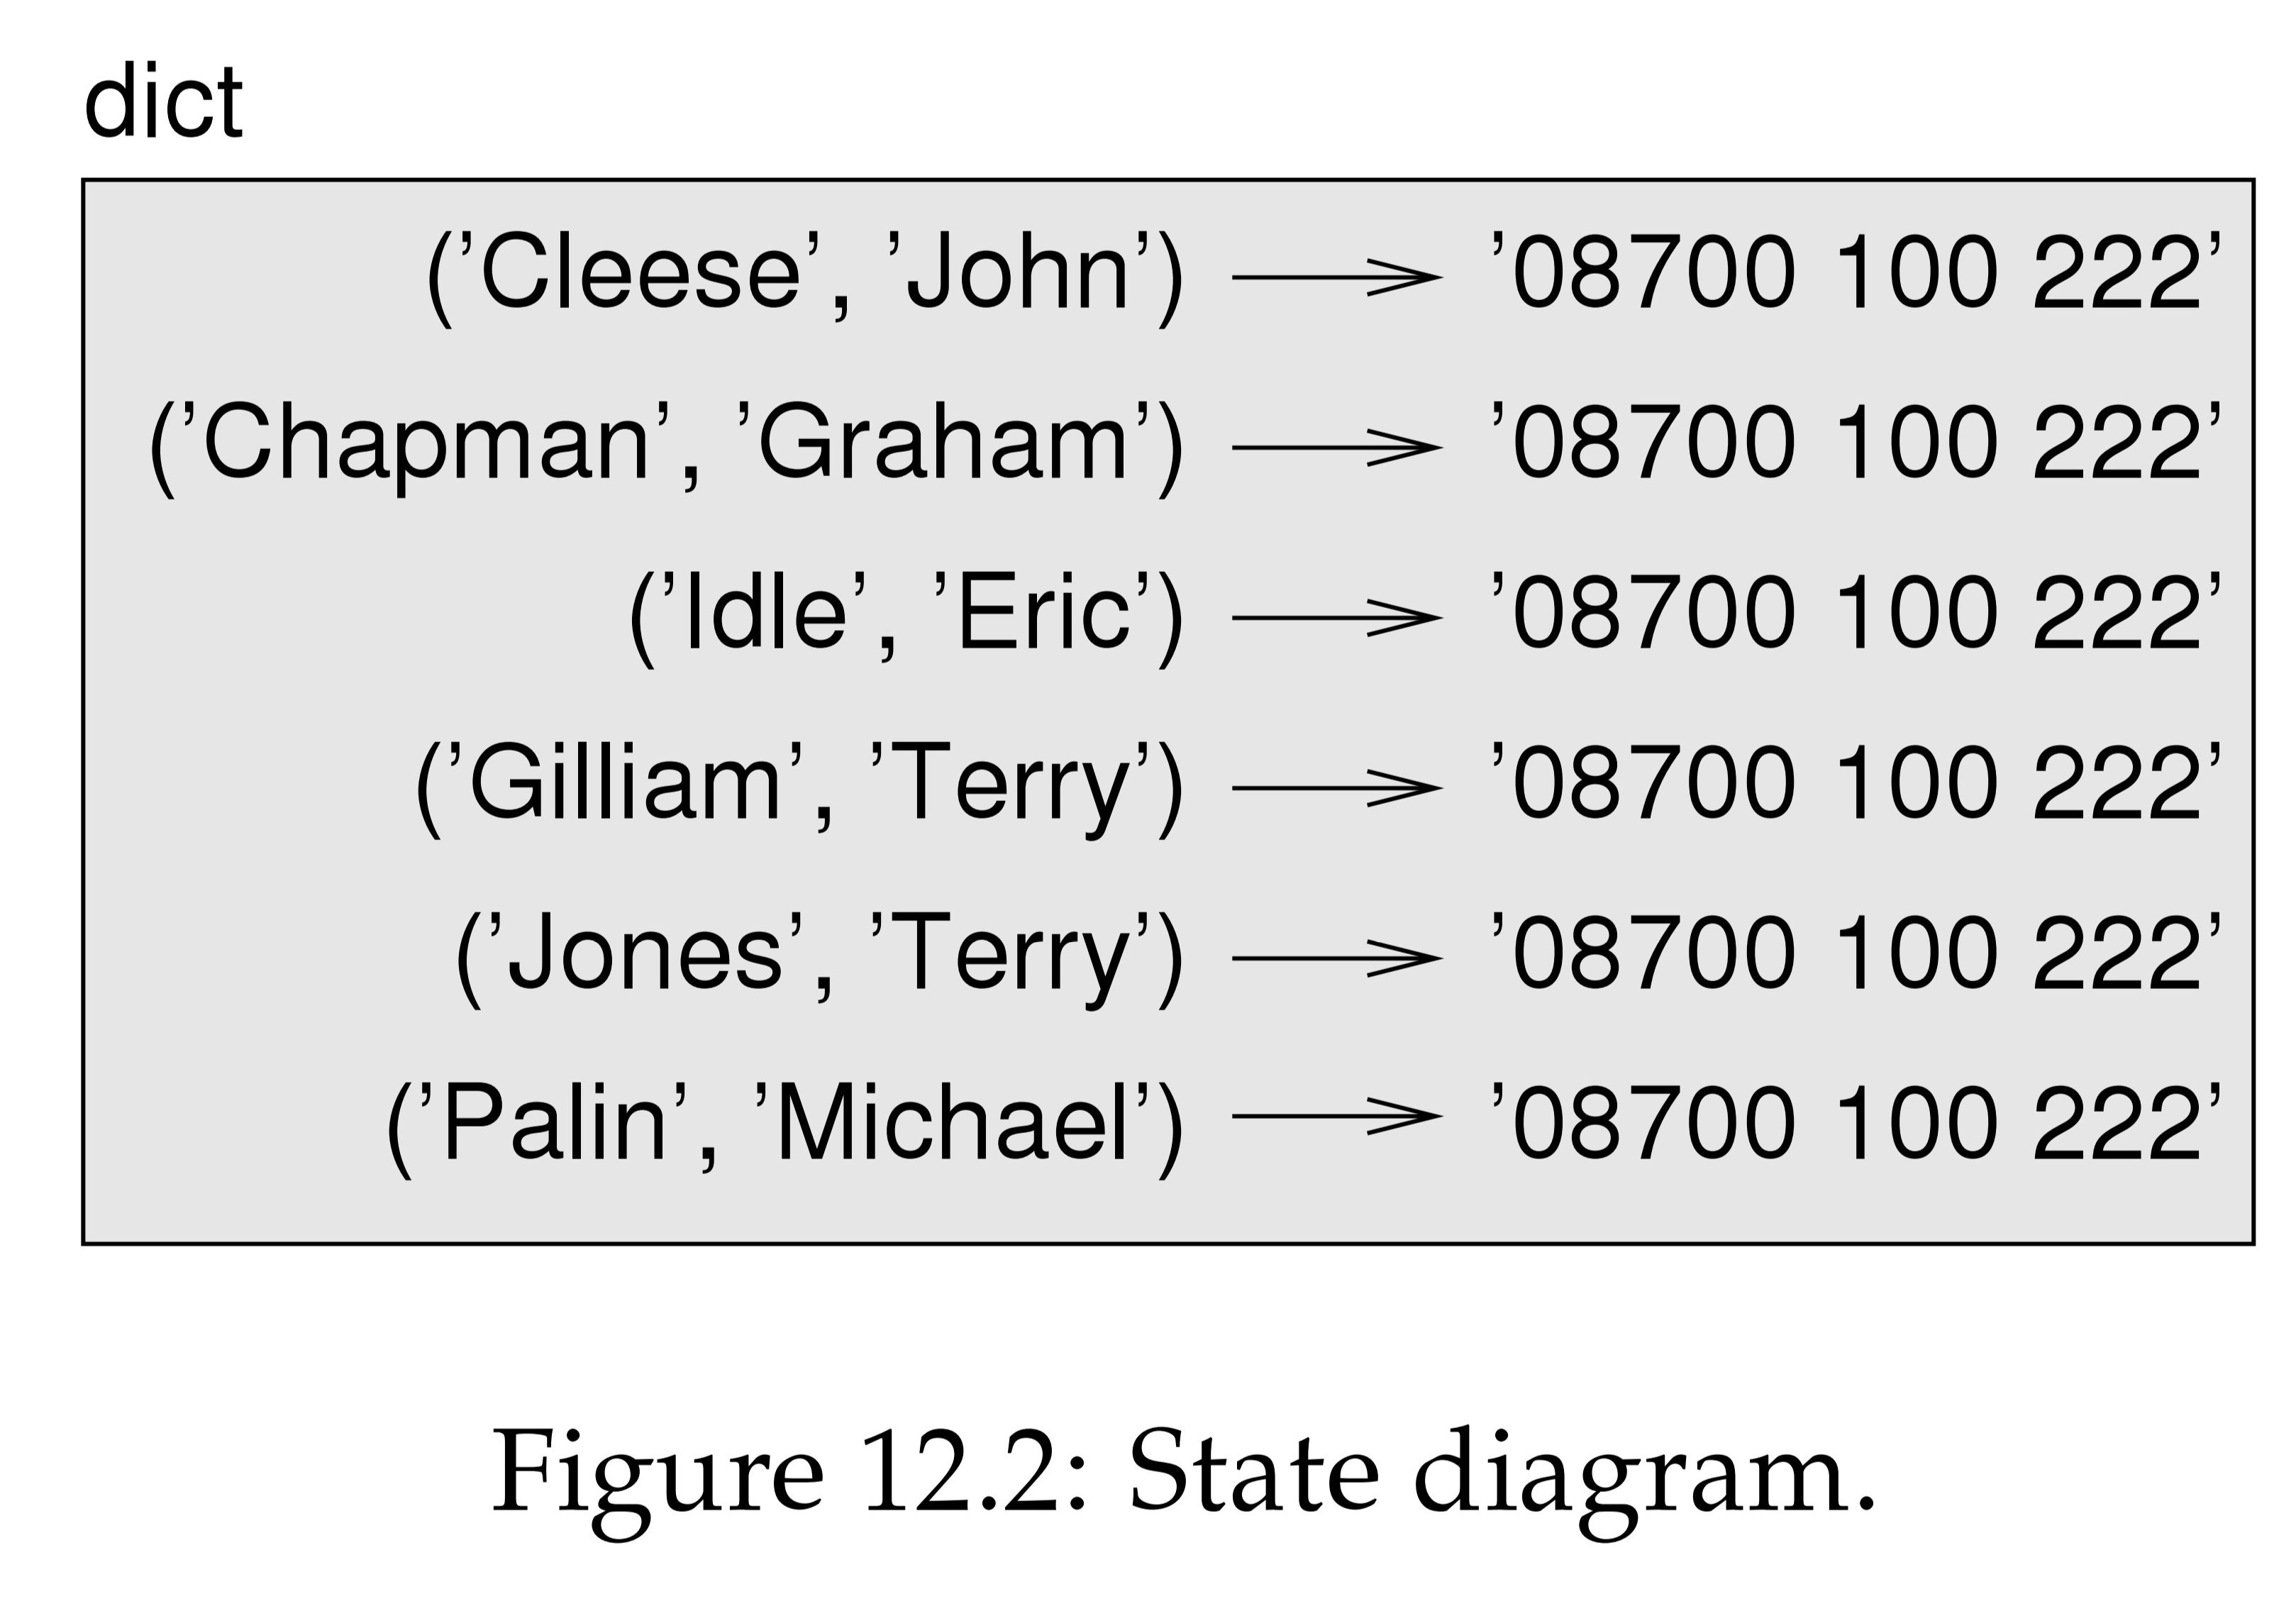 dict
('Cleese', 'John') '08700 100 222'
('Chapman', 'Graham') '08700 100 222'
('Idle', 'Eric') '08700 100 222'
('Gilliam', 'Terry') '08700 100 222'
('Jones', 'Terry') '08700 100 222'
('Palin', 'Michael') '08700 100 222'
Figure 12.2: State diagram.